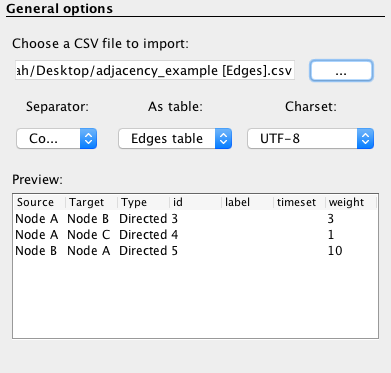 General options
Choose a CSV file to import:
ah/Desktop/adjacency_example [Edges].csv ...
Separator: As table: Charset:
Co... Edges table UTF-8
Preview:
Source Target Type id label timeset weight
Node A Node B Directed 3 3
Node A Node C Directed 4 1
Node B Node A Directed 5 10